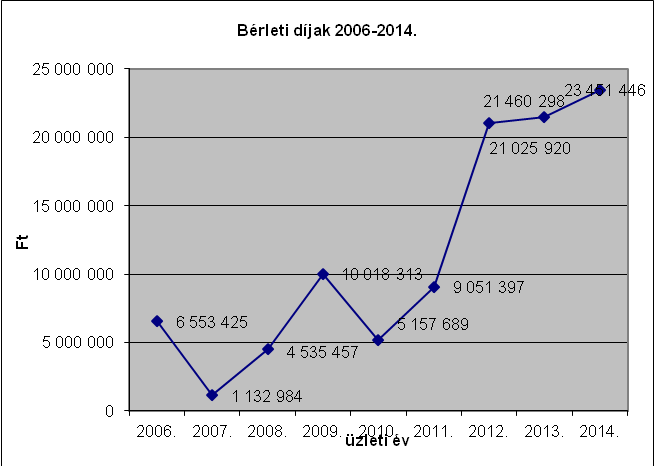 Bérleti díjak 2006-2014.
25 000 000
20 000 000
15 000 000
10 000 000
5 000 000
0
Ft
6 553 425
1 132 984
4 535 457
10 018 313
5 157 689
9 051 397
21 025 920
21 460 298
2006. 2007. 2008. 2009. 2010. 2011. 2012. 2013. 2014.
üzleti év